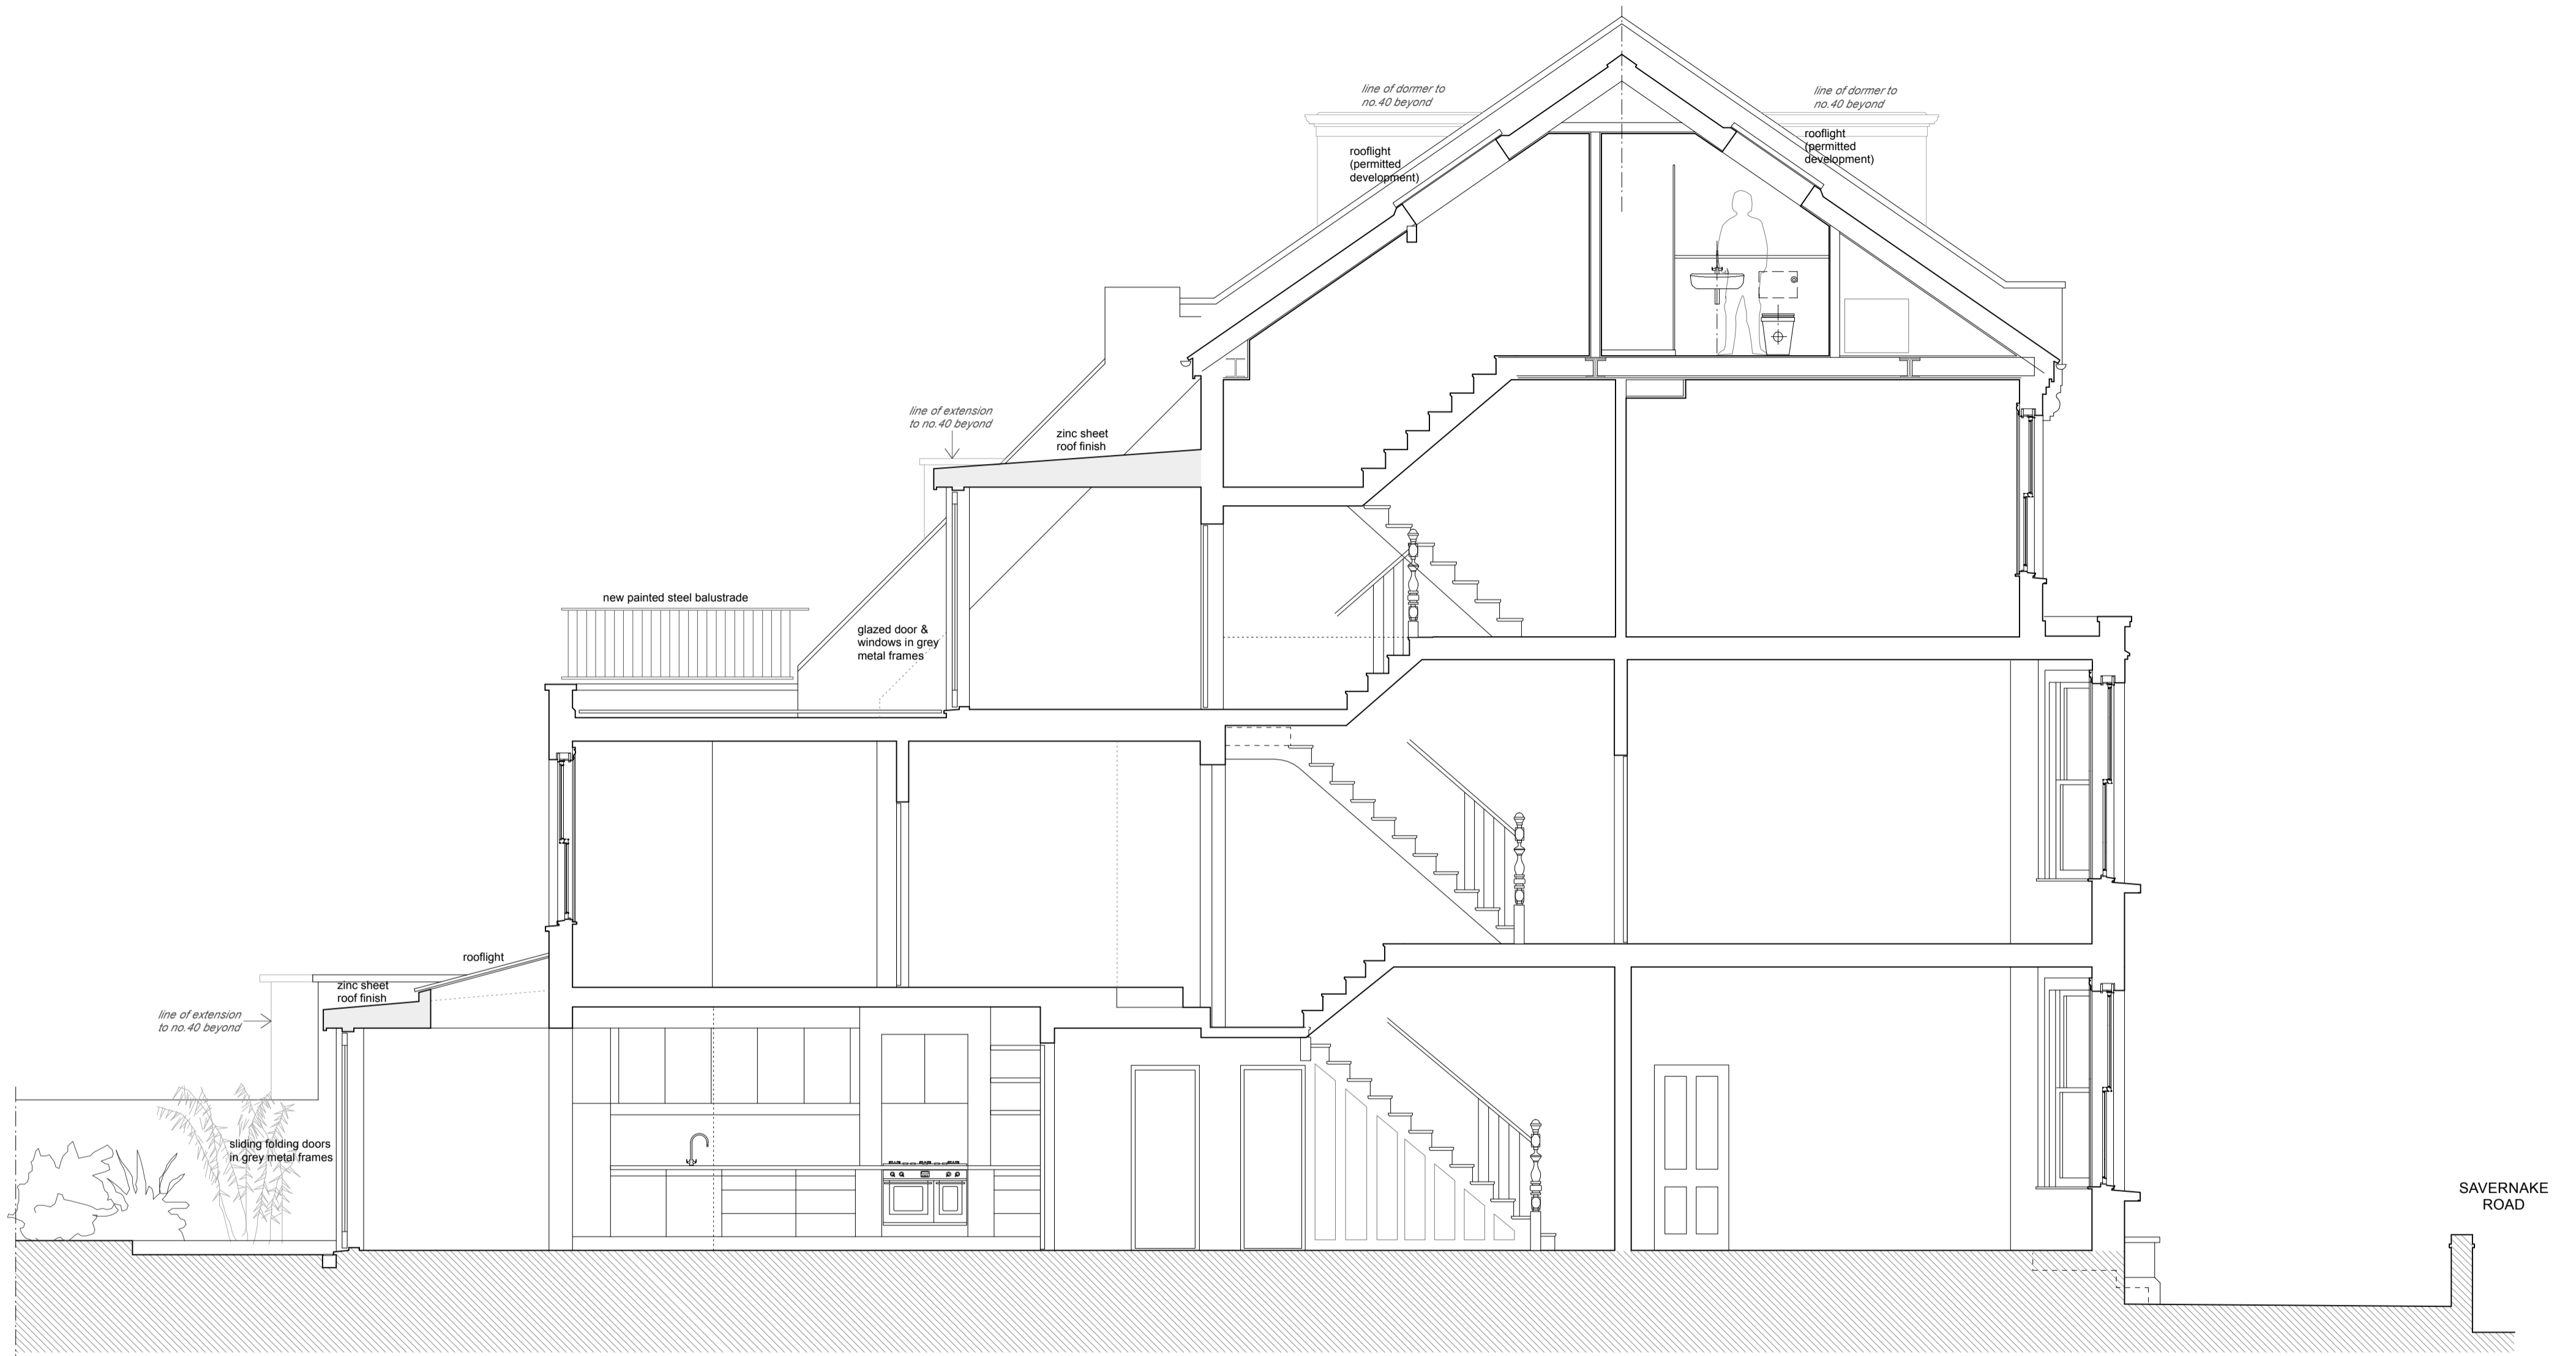 line of dormer to
no.40 beyond
line of dormer to
no.40 beyond
rooflight
(permitted
development)
rooflight
(permitted
development)
line of extension
to no.40 beyond
zinc sheet
roof finish
new painted steel balustrade
glazed door &
windows in grey
metal frames
rooflight
zinc sheet
roof finish
line of extension
to no.40 beyond
sliding folding doors
in grey metal frames
SAVERNAKE
ROAD